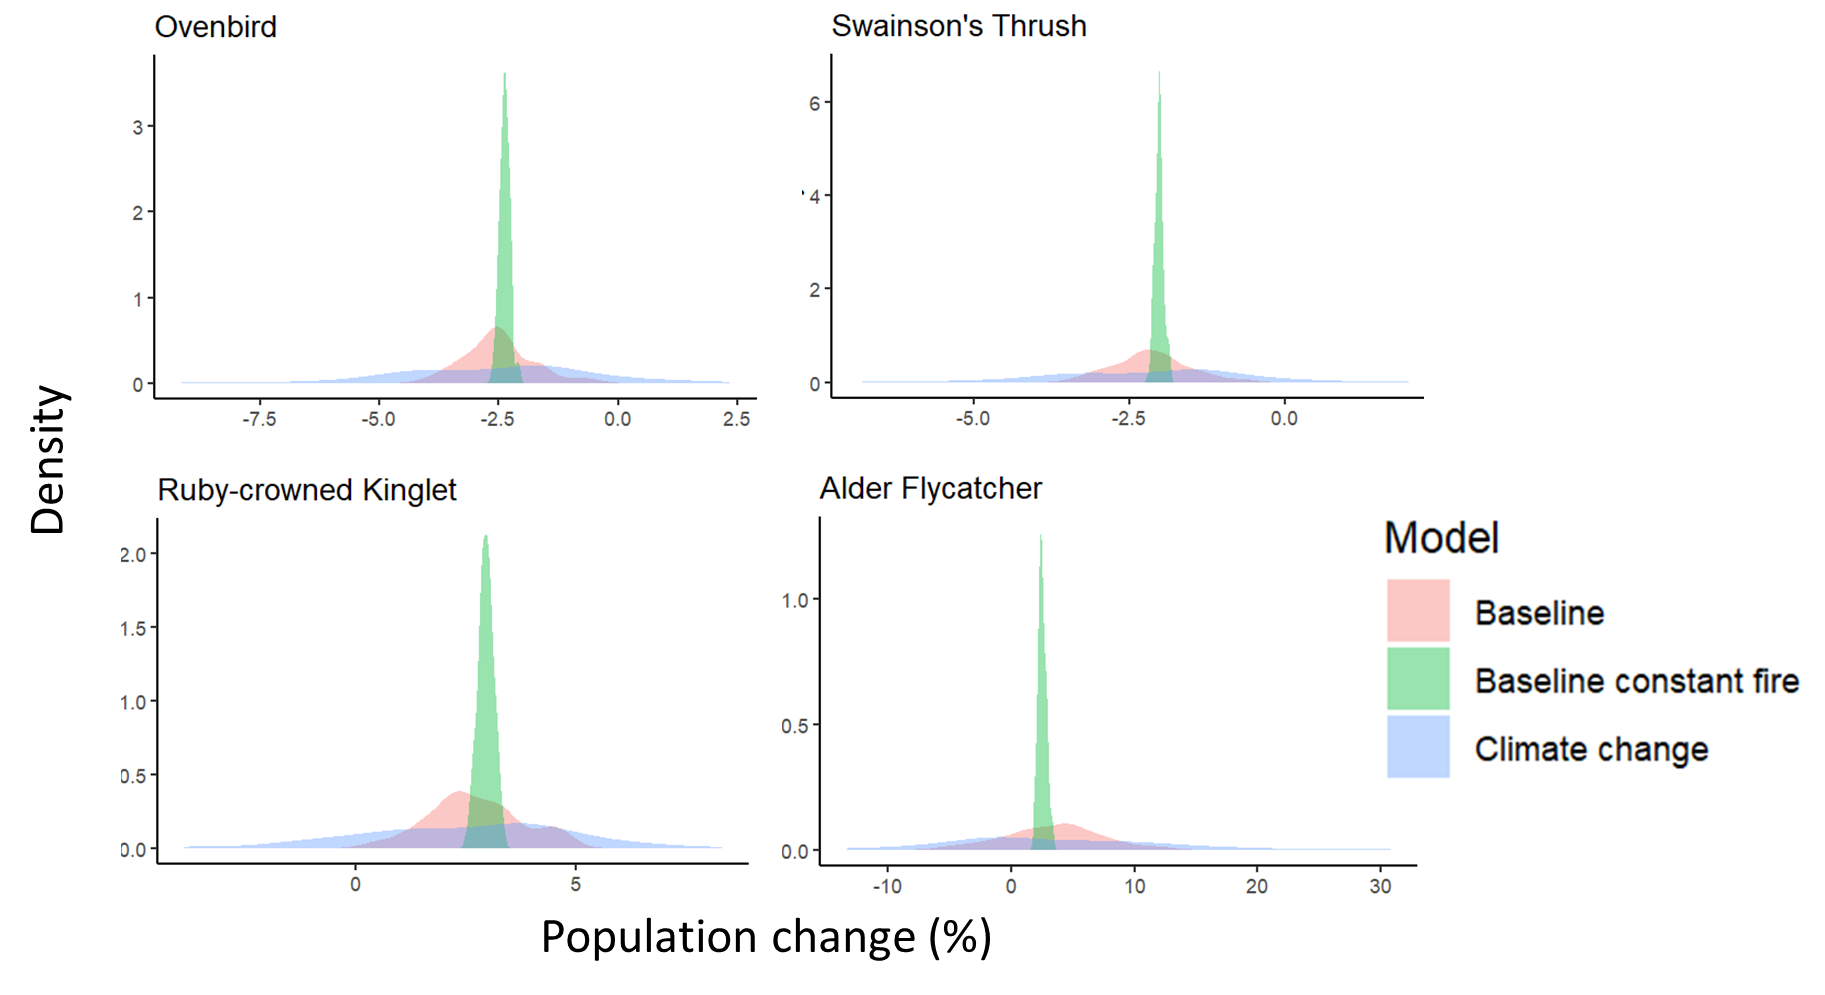 Ovenbird
Swainson's Thrush
3
2
1
0
-7.5 -5.0 -2.5 0.0 2.5
6
4
2
0
-5.0 -2.5 0.0
Density
Ruby-crowned Kinglet
Alder Flycatcher
2.0
1.5
1.0
0.5
0.0
0 5
1.0
0.5
0.0
-10 0 10 20 30
Model
Baseline
Baseline constant fire
Climate change
Population change (%)